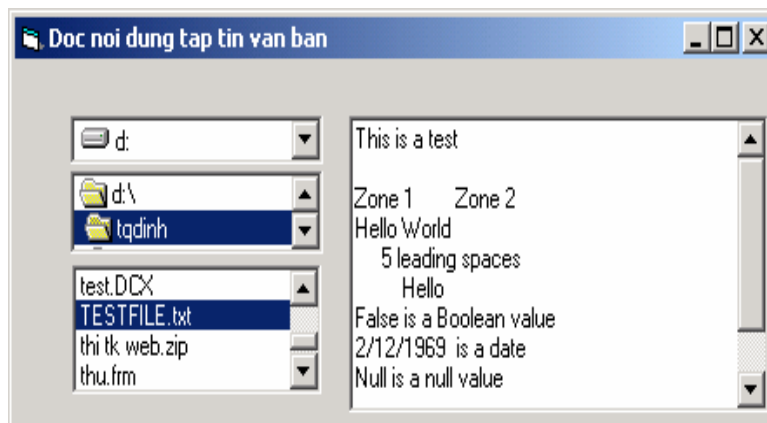 Doc noi dung tap tin van ban
d:
d:\
tqdinh
test.DCX
TESTFILE.txt
thi tk web.zip
thu.frm
This is a test
Zone 1 Zone 2
Hello World
5 leading spaces
Hello
False is a Boolean value
2/12/1969 is a date
Null is a null value